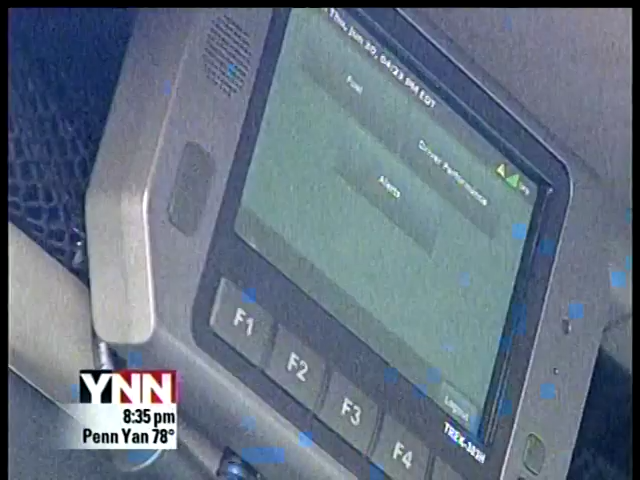 Thu, Jun 30, 04:23 PM EDT
Fuel
Driver Performance
Alerts
Logout
F1
F2
F3
F4
YNN
8:35 pm
Penn Yan 78°